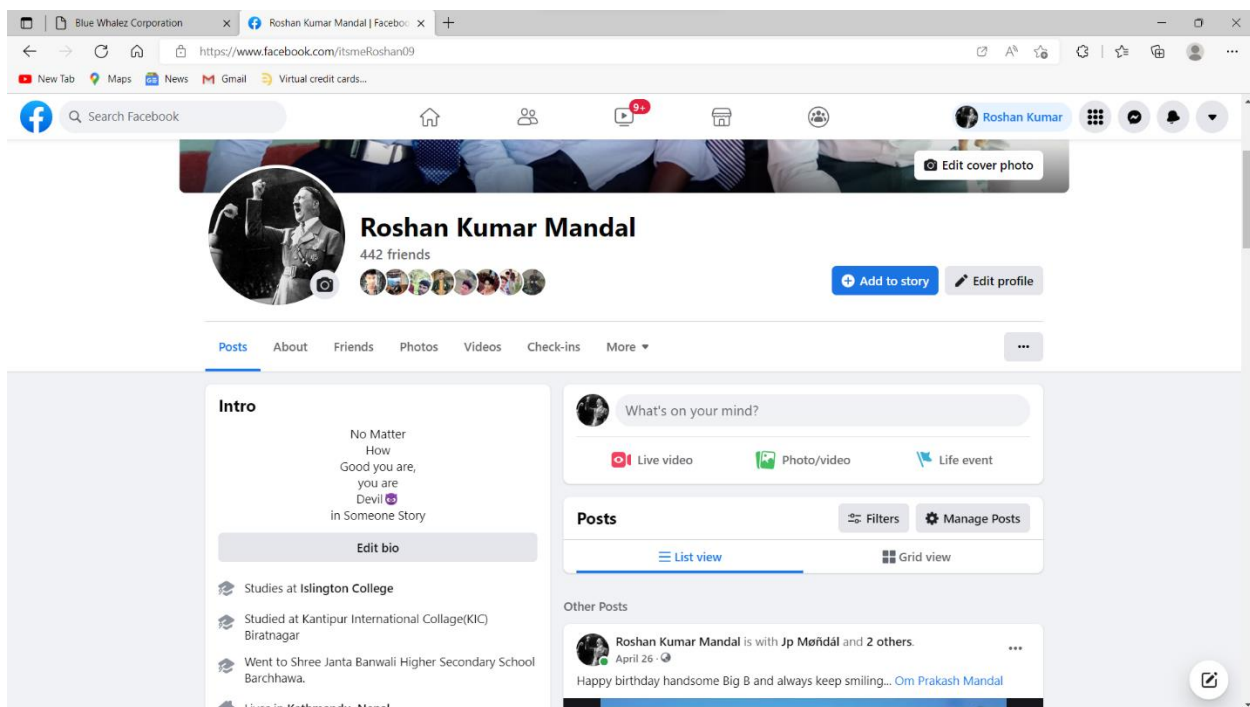 Blue Whalez Corporation
Roshan Kumar Mandal | Faceboo
https://www.facebook.com/itsmeRoshan09
New Tab Maps News Gmail Virtual credit cards...
Search Facebook
9+
Roshan Kumar
Edit cover photo
Roshan Kumar Mandal
442 friends
Add to story Edit profile
Posts About Friends Photos Videos Check-ins More
Intro
No Matter
How
Good you are,
you are
Devil😈
in Someone Story
Edit bio
Studies at Islington College
Studied at Kantipur International Collage(KIC)
Biratnagar
Went to Shree Janta Banwali Higher Secondary School
Barchhawa.
What's on your mind?
Live video Photo/video Life event
Posts
Filters Manage Posts
List view Grid view
Other Posts
Roshan Kumar Mandal is with Jp Møñdál and 2 others.
April 26 ·
Happy birthday handsome Big B and always keep smiling... Om Prakash Mandal